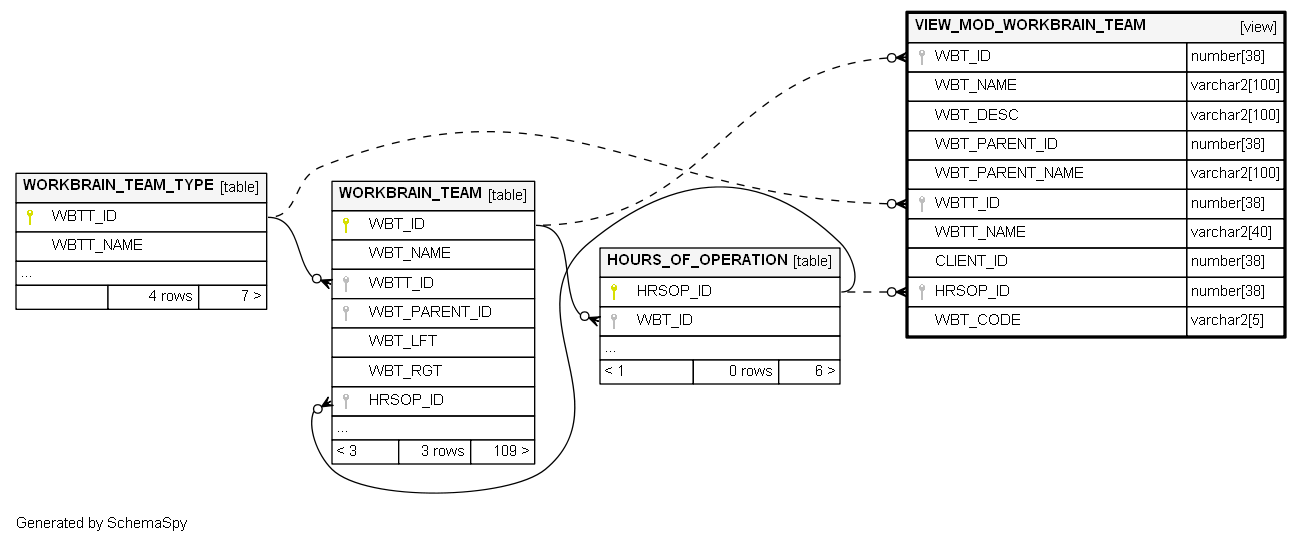 WORKBRAIN_TEAM_TYPE [table]
WBTT_ID
WBTT_NAME
...
4 rows 7 >
WORKBRAIN_TEAM [table]
WBT_ID
WBT_NAME
WBTT_ID
WBT_PARENT_ID
WBT_LFT
WBT_RGT
HRSOP_ID
...
< 3 3 rows 109 >
HOURS_OF_OPERATION [table]
HRSOP_ID
WBT_ID
...
< 1 0 rows 6 >
VIEW_MOD_WORKBRAIN_TEAM [view]
WBT_ID number[38]
WBT_NAME varchar2[100]
WBT_DESC varchar2[100]
WBT_PARENT_ID number[38]
WBT_PARENT_NAME varchar2[100]
WBTT_ID number[38]
WBTT_NAME varchar2[40]
CLIENT_ID number[38]
HRSOP_ID number[38]
WBT_CODE varchar2[5]
Generated by SchemaSpy